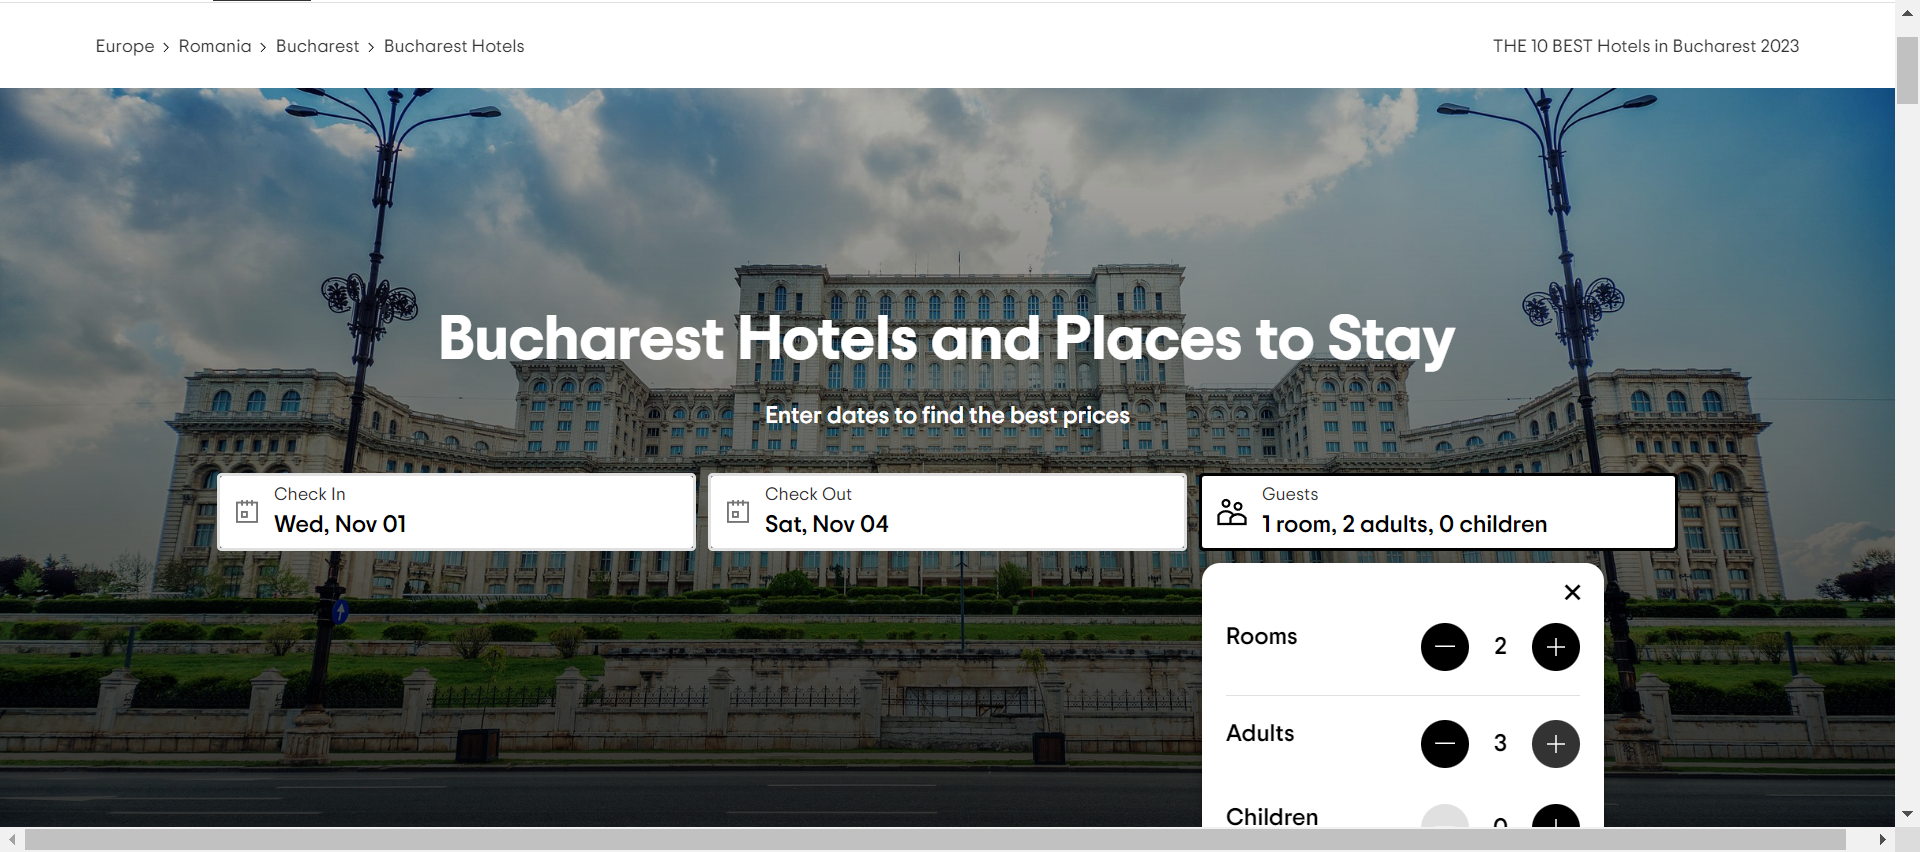 Europe > Romania > Bucharest > Bucharest Hotels
THE 10 BEST Hotels in Bucharest 2023
Bucharest Hotels and Places to Stay
Enter dates to find the best prices
Check In
Wed, Nov 01
Check Out
Sat, Nov 04
Guests
1 room, 2 adults, 0 children
Rooms
2
Adults
3
Children
0